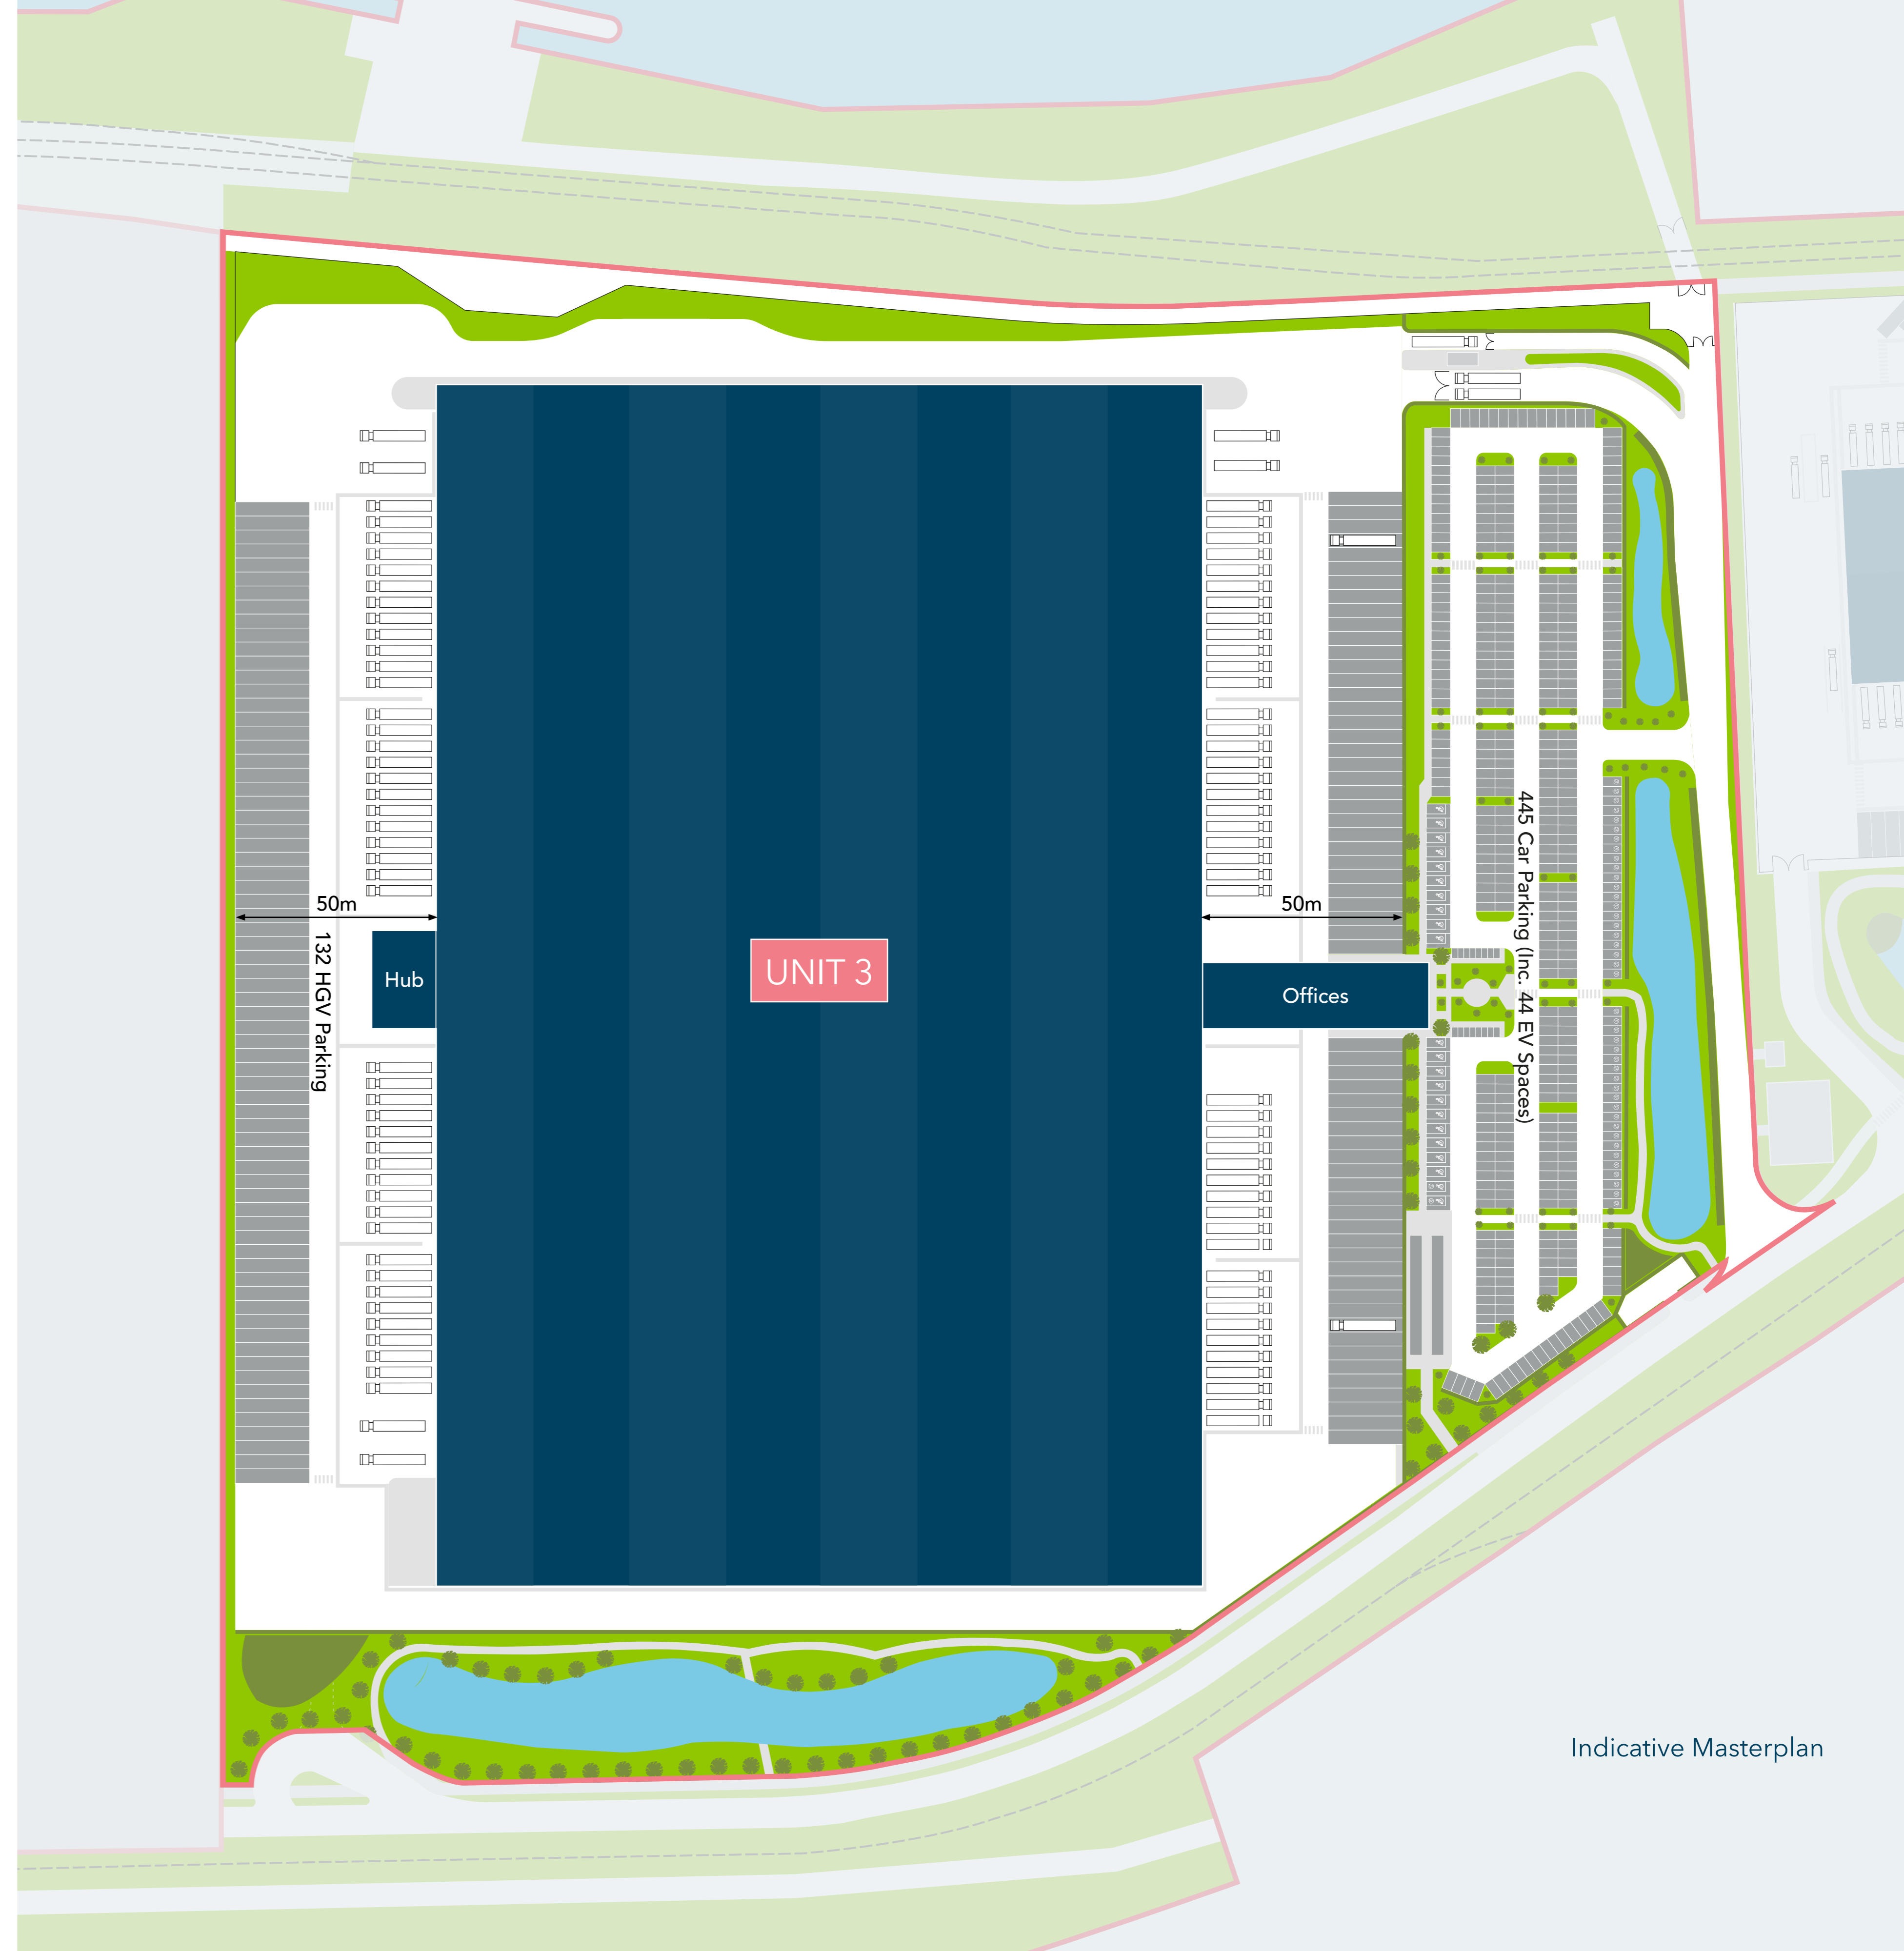 50m
50m
132 HGV Parking
Hub
UNIT 3
Offices
445 Car Parking (Inc. 44 EV Spaces)
Indicative Masterplan